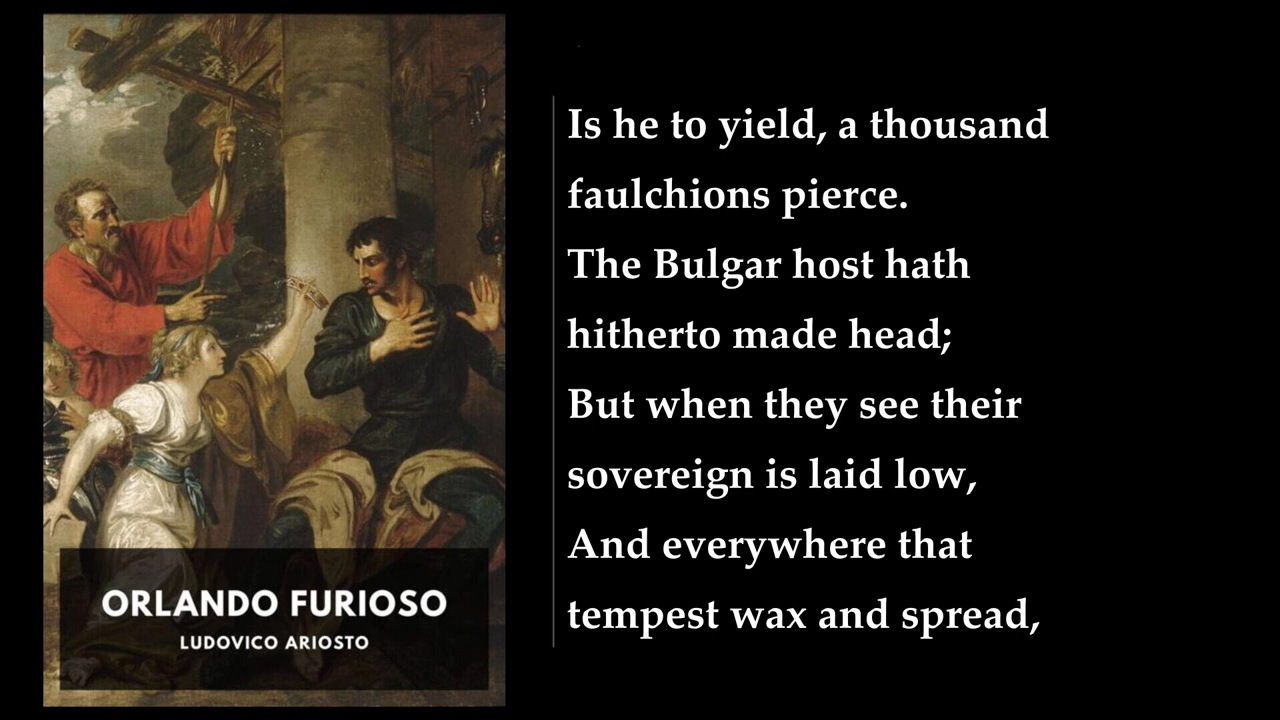 ORLANDO FURIOSO
LUDOVICO ARIOSTO
Is he to yield, a thousand
faulchions pierce.
The Bulgar host hath
hitherto made head;
But when they see their
sovereign is laid low,
And everywhere that
tempest wax and spread,